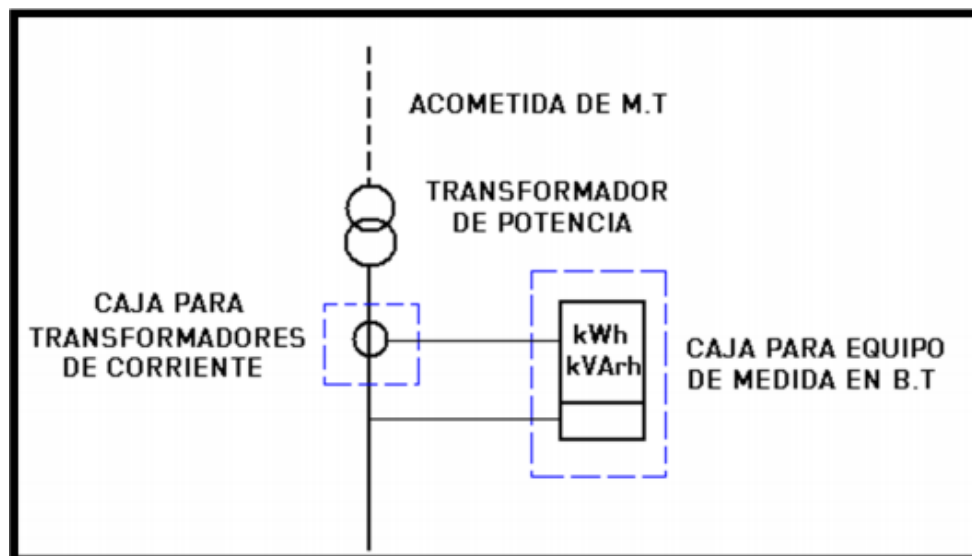 ACOMETIDA DE M.T
TRANSFORMADOR
DE POTENCIA
CAJA PARA
TRANSFORMADORES
DE CORRIENTE
kWh
kVArh
CAJA PARA EQUIPO
DE MEDIDA EN B.T